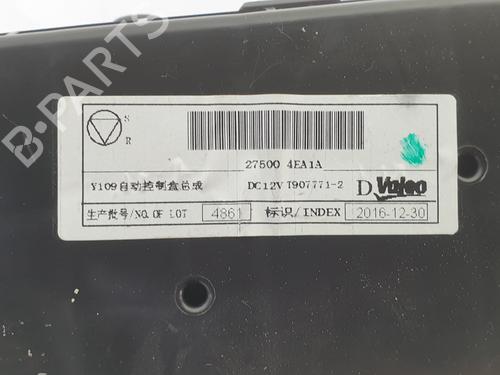 S
R
27500 4EA1A
Y109自动控制盒总成 DC12V T907771-2 D Valeo
生产批号/NO.OF LOT 4861 标识/INDEX 2016-12-30
B-PARTS